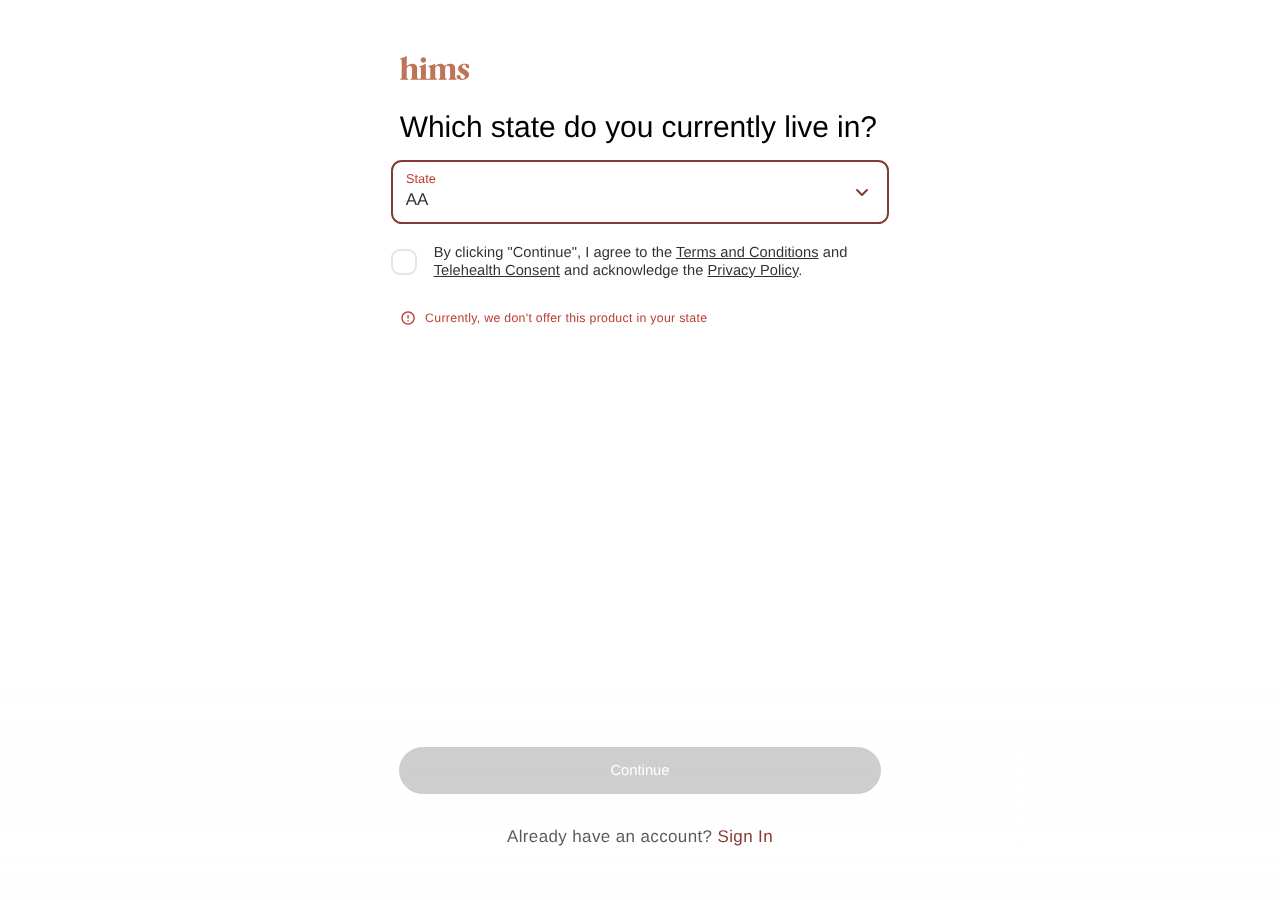 hims
Which state do you currently live in?
State
AA
By clicking "Continue", I agree to the Terms and Conditions and
Telehealth Consent and acknowledge the Privacy Policy.
Currently, we don't offer this product in your state
Continue
Already have an account? Sign In